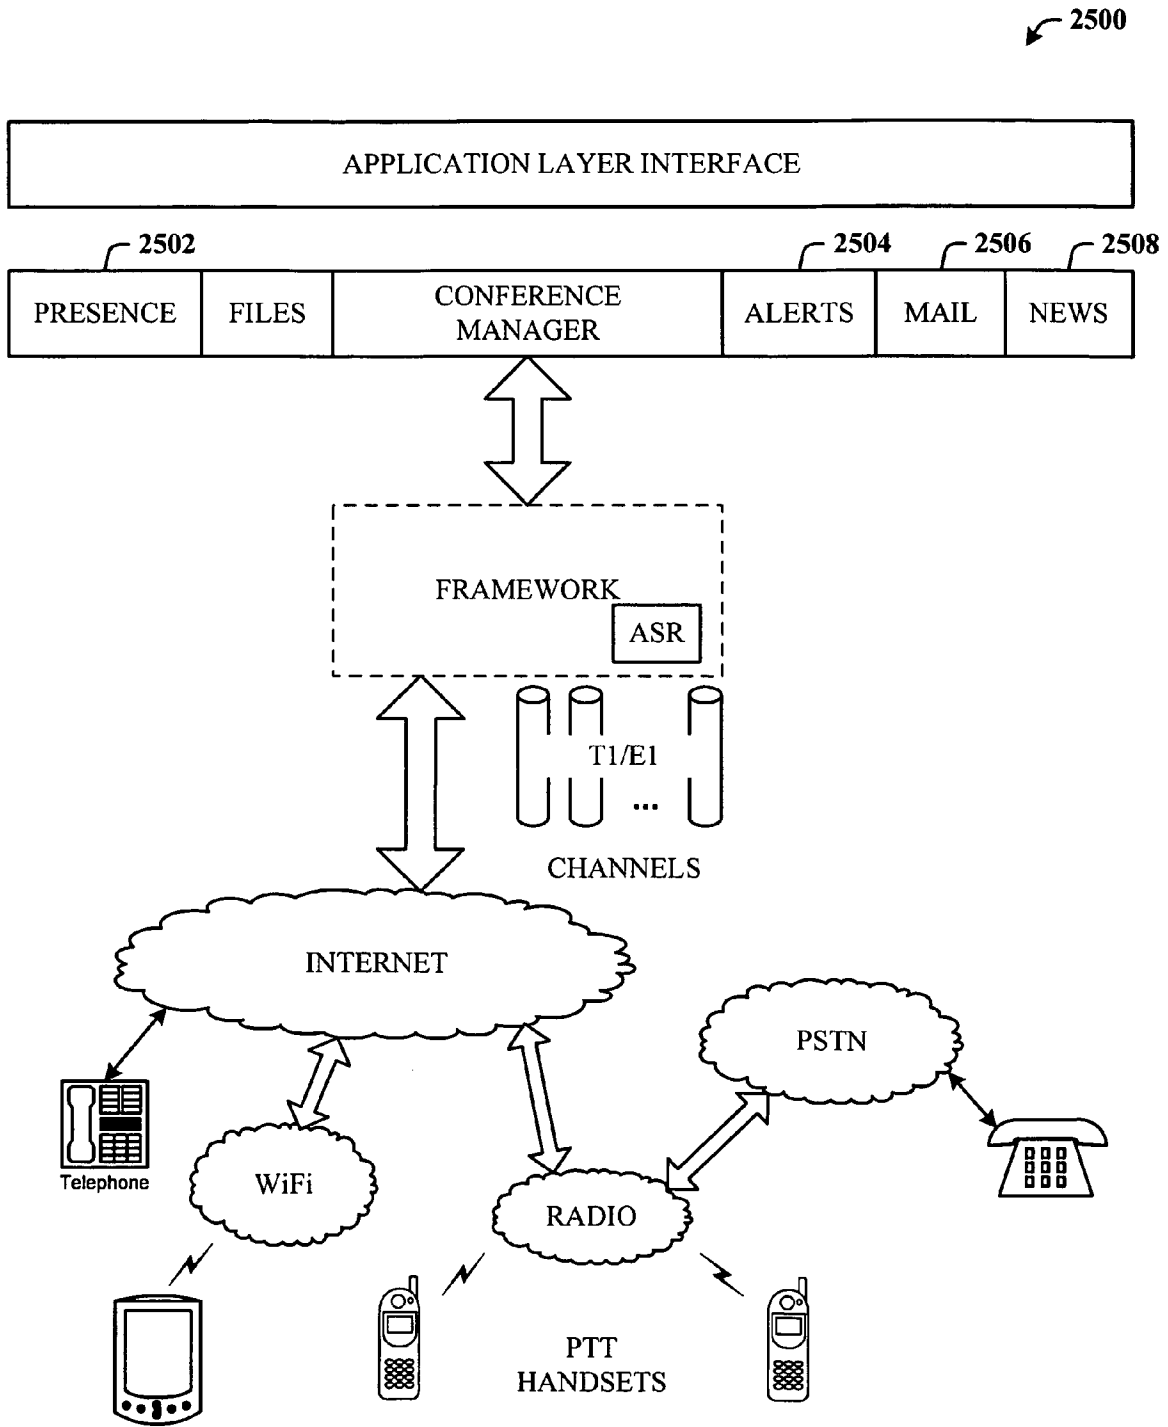 2500
APPLICATION LAYER INTERFACE
2502
2504
2506
2508
PRESENCE
FILES
CONFERENCE
MANAGER
ALERTS
MAIL
NEWS
FRAMEWORK
ASR
T1/E1
...
CHANNELS
INTERNET
PSTN
Telephone
WiFi
RADIO
PTT
HANDSETS